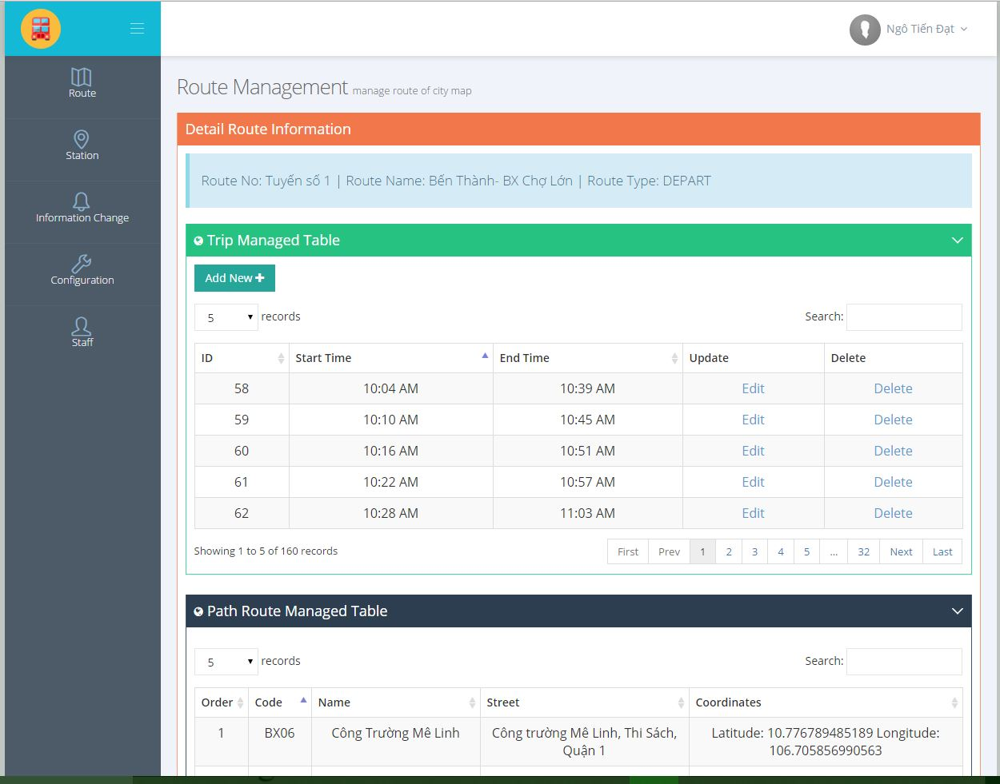 Ngô Tiến Đạt
Route
Station
Information Change
Configuration
Staff
Route Management manage route of city map
Detail Route Information
Route No: Tuyến số 1 | Route Name: Bến Thành- BX Chợ Lớn | Route Type: DEPART
Trip Managed Table
Add New
5 records Search:
ID Start Time End Time Update Delete
58 10:04 AM 10:39 AM Edit Delete
59 10:10 AM 10:45 AM Edit Delete
60 10:16 AM 10:51 AM Edit Delete
61 10:22 AM 10:57 AM Edit Delete
62 10:28 AM 11:03 AM Edit Delete
Showing 1 to 5 of 160 records First Prev 1 2 3 4 5 ... 32 Next Last
Path Route Managed Table
5 records Search:
Order Code Name Street Coordinates
1 BX06 Công Trường Mê Linh Công trường Mê Linh, Thi Sách, Latitude: 10.776789485189 Longitude:
Quận 1 106.705856990563